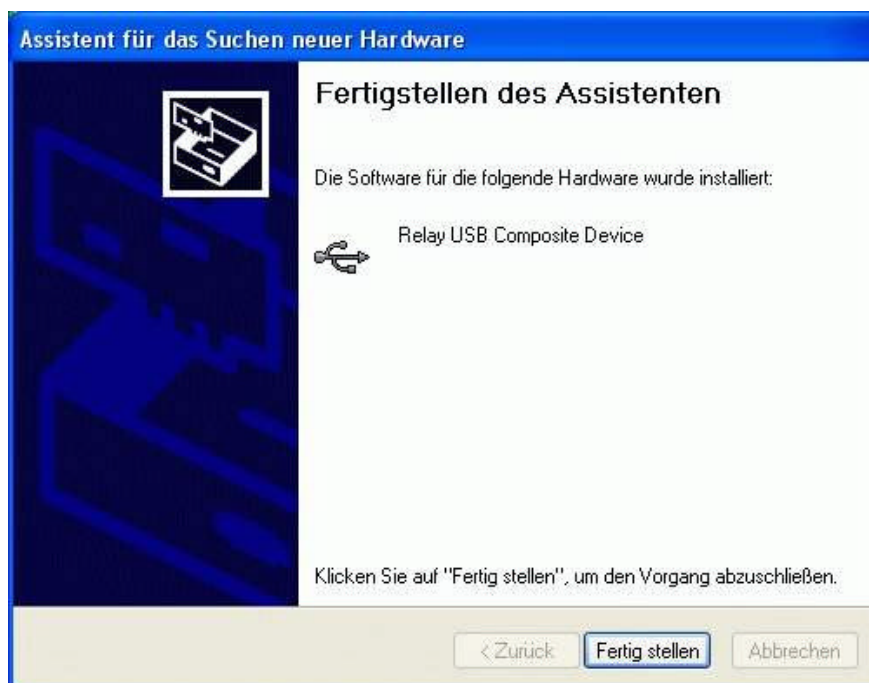 Assistent für das Suchen neuer Hardware
Fertigstellen des Assistenten
Die Software für die folgende Hardware wurde installiert:
Relay USB Composite Device
Klicken Sie auf "Fertig stellen", um den Vorgang abzuschließen.
< Zurück
Fertig stellen
Abbrechen